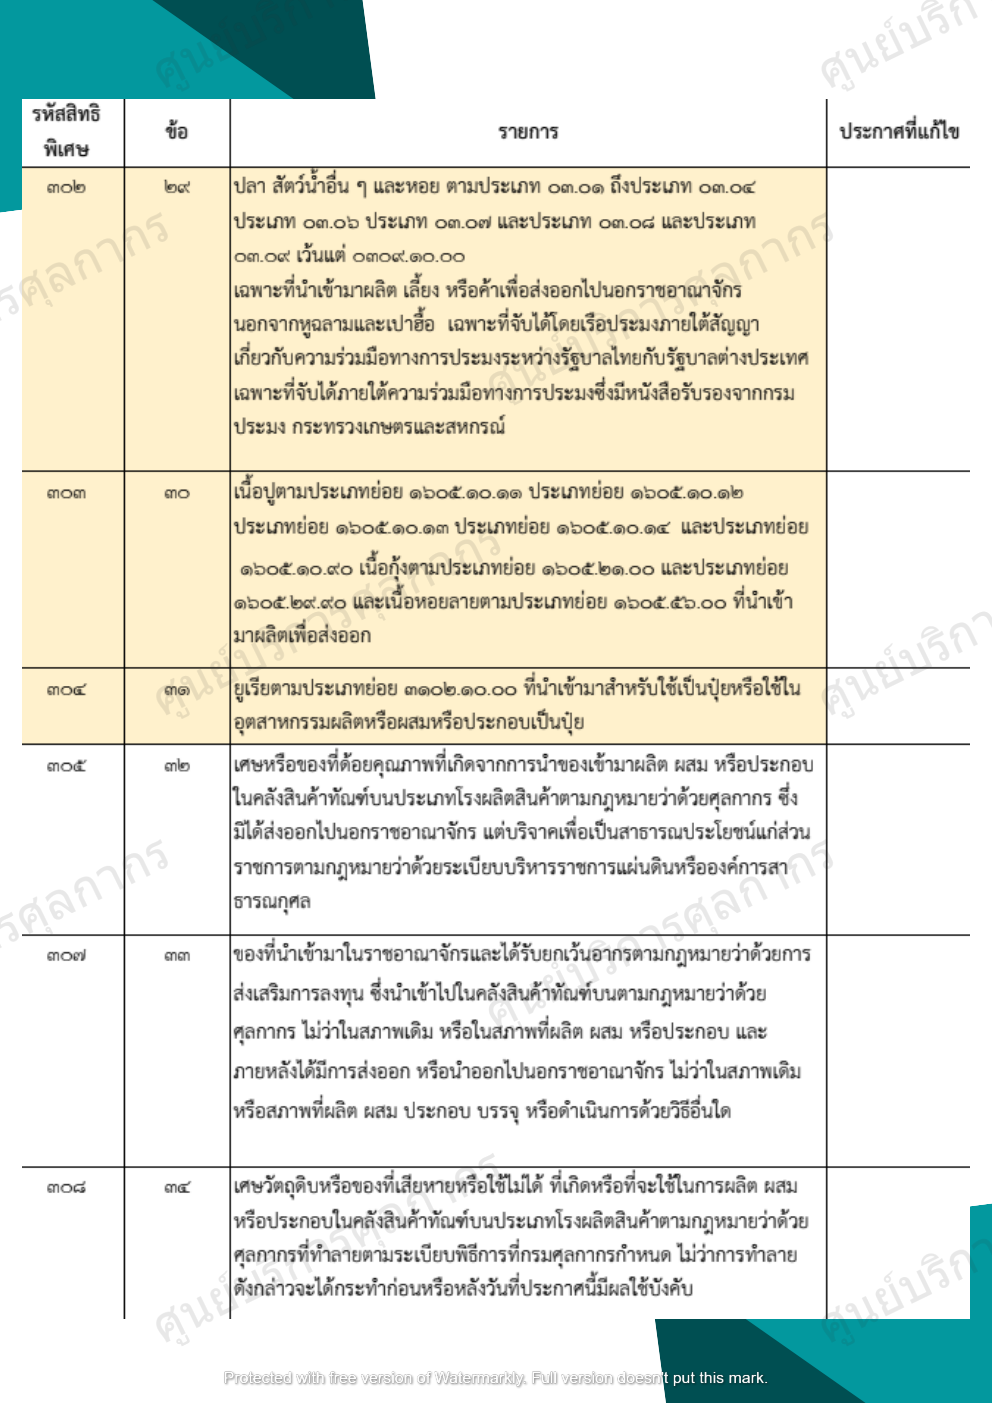 รหัสสิทธิพิเศษ ข้อ รายการ ประกาศที่แก้ไข
๓๐๒ ๒๙ ปลา สัตว์น้ำอื่น ๆ และหอย ตามประเภท ๐๓.๐๑ ถึงประเภท ๐๓.๐๔
ประเภท ๐๓.๐๖ ประเภท ๐๓.๐๗ และประเภท ๐๓.๐๘ และประเภท
๐๓.๐๙ เว้นแต่ ๐๓๐๙.๑๐.๐๐
เฉพาะที่นำเข้ามาผลิต เลี้ยง หรือค้าเพื่อส่งออกไปนอกราชอาณาจักร
นอกจากหูฉลามและเปาฮื้อ เฉพาะที่จับได้โดยเรือประมงภายใต้สัญญา
เกี่ยวกับความร่วมมือทางการประมงระหว่างรัฐบาลไทยกับรัฐบาลต่างประเทศ
เฉพาะที่จับได้ภายใต้ความร่วมมือทางการประมงซึ่งมีหนังสือรับรองจากกรม
ประมง กระทรวงเกษตรและสหกรณ์
๓๐๓ ๓๐ เนื้อปูตามประเภทย่อย ๑๖๐๕.๑๐.๑๑ ประเภทย่อย ๑๖๐๕.๑๐.๑๒
ประเภทย่อย ๑๖๐๕.๑๐.๑๓ ประเภทย่อย ๑๖๐๕.๑๐.๑๔ และประเภทย่อย
๑๖๐๕.๑๐.๙๐ เนื้อกุ้งตามประเภทย่อย ๑๖๐๕.๒๑.๐๐ และประเภทย่อย
๑๖๐๕.๒๙.๙๐ และเนื้อหอยลายตามประเภทย่อย ๑๖๐๕.๕๖.๐๐ ที่นำเข้า
มาผลิตเพื่อส่งออก
๓๐๔ ๓๑ ยูเรียตามประเภทย่อย ๓๑๐๒.๑๐.๐๐ ที่นำเข้ามาสำหรับใช้เป็นปุ๋ยหรือใช้ใน
อุตสาหกรรมผลิตหรือผสมหรือประกอบเป็นปุ๋ย
๓๐๕ ๓๒ เศษหรือของที่ด้อยคุณภาพที่เกิดจากการนำของเข้ามาผลิต ผสม หรือประกอบ
ในคลังสินค้าทัณฑ์บนประเภทโรงผลิตสินค้าตามกฎหมายว่าด้วยศุลกากร ซึ่ง
มิได้ส่งออกไปนอกราชอาณาจักร แต่บริจาคเพื่อเป็นสาธารณประโยชน์แก่ส่วน
ราชการตามกฎหมายว่าด้วยระเบียบบริหารราชการแผ่นดินหรือองค์การสา
ธารณกุศล
๓๐๗ ๓๓ ของที่นำเข้ามาในราชอาณาจักรและได้รับยกเว้นอากรตามกฎหมายว่าด้วยการ
ส่งเสริมการลงทุน ซึ่งนำเข้าไปในคลังสินค้าทัณฑ์บนตามกฎหมายว่าด้วย
ศุลกากร ไม่ว่าในสภาพเดิม หรือในสภาพที่ผลิต ผสม หรือประกอบ และ
ภายหลังได้มีการส่งออก หรือนำออกไปนอกราชอาณาจักร ไม่ว่าในสภาพเดิม
หรือสภาพที่ผลิต ผสม ประกอบ บรรจุ หรือดำเนินการด้วยวิธีอื่นใด
๓๐๘ ๓๔ เศษวัตถุดิบหรือของที่เสียหายหรือใช้ไม่ได้ ที่เกิดหรือที่จะใช้ในการผลิต ผสม
หรือประกอบในคลังสินค้าทัณฑ์บนประเภทโรงผลิตสินค้าตามกฎหมายว่าด้วย
ศุลกากรที่ทำลายตามระเบียบพิธีการที่กรมศุลกากรกำหนด ไม่ว่าการทำลาย
ดังกล่าวจะได้กระทำก่อนหรือหลังวันที่ประกาศนี้มีผลใช้บังคับ
ศูนย์บริการศุลกากร
Protected with free version of Watermarkly. Full version doesn't put this mark.